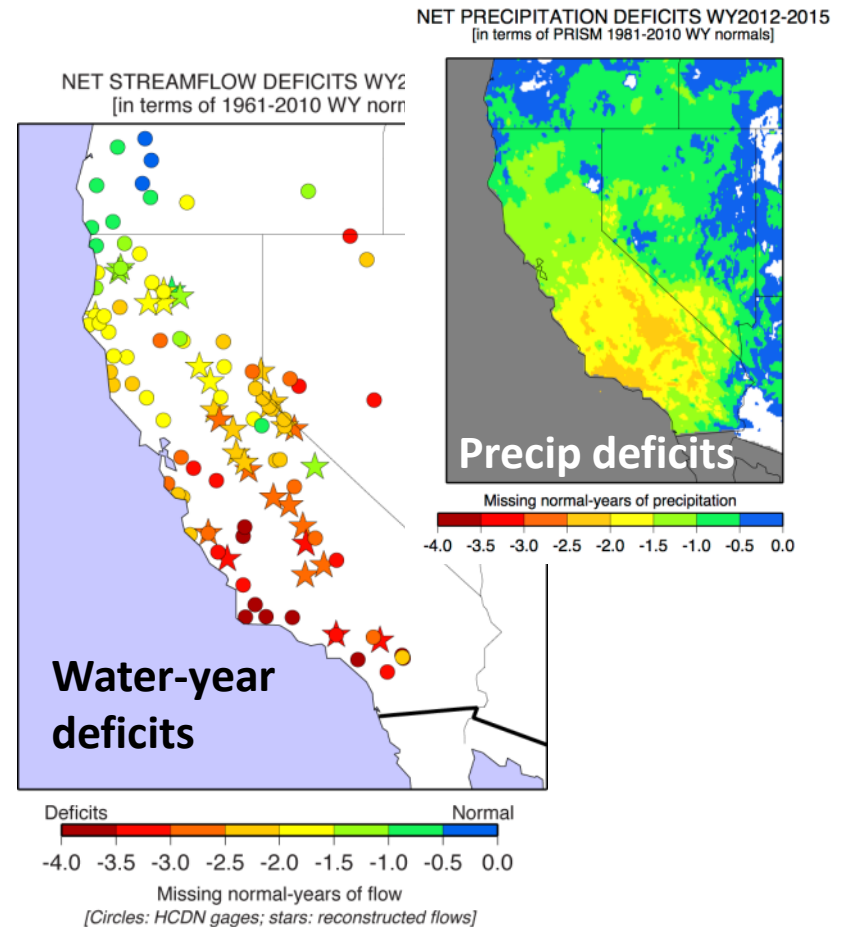 NET PRECIPITATION DEFICITS WY2012-2015
[in terms of PRISM 1981-2010 WY normals]
Precip deficits
Missing normal-years of precipitation
-4.0 -3.5 -3.0 -2.5 -2.0 -1.5 -1.0 -0.5 0.0
NET STREAMFLOW DEFICITS WY2
[in terms of 1961-2010 WY norm
Water-year
deficits
Deficits Normal
-4.0 -3.5 -3.0 -2.5 -2.0 -1.5 -1.0 -0.5 0.0
Missing normal-years of flow
[Circles: HCDN gages; stars: reconstructed flows]